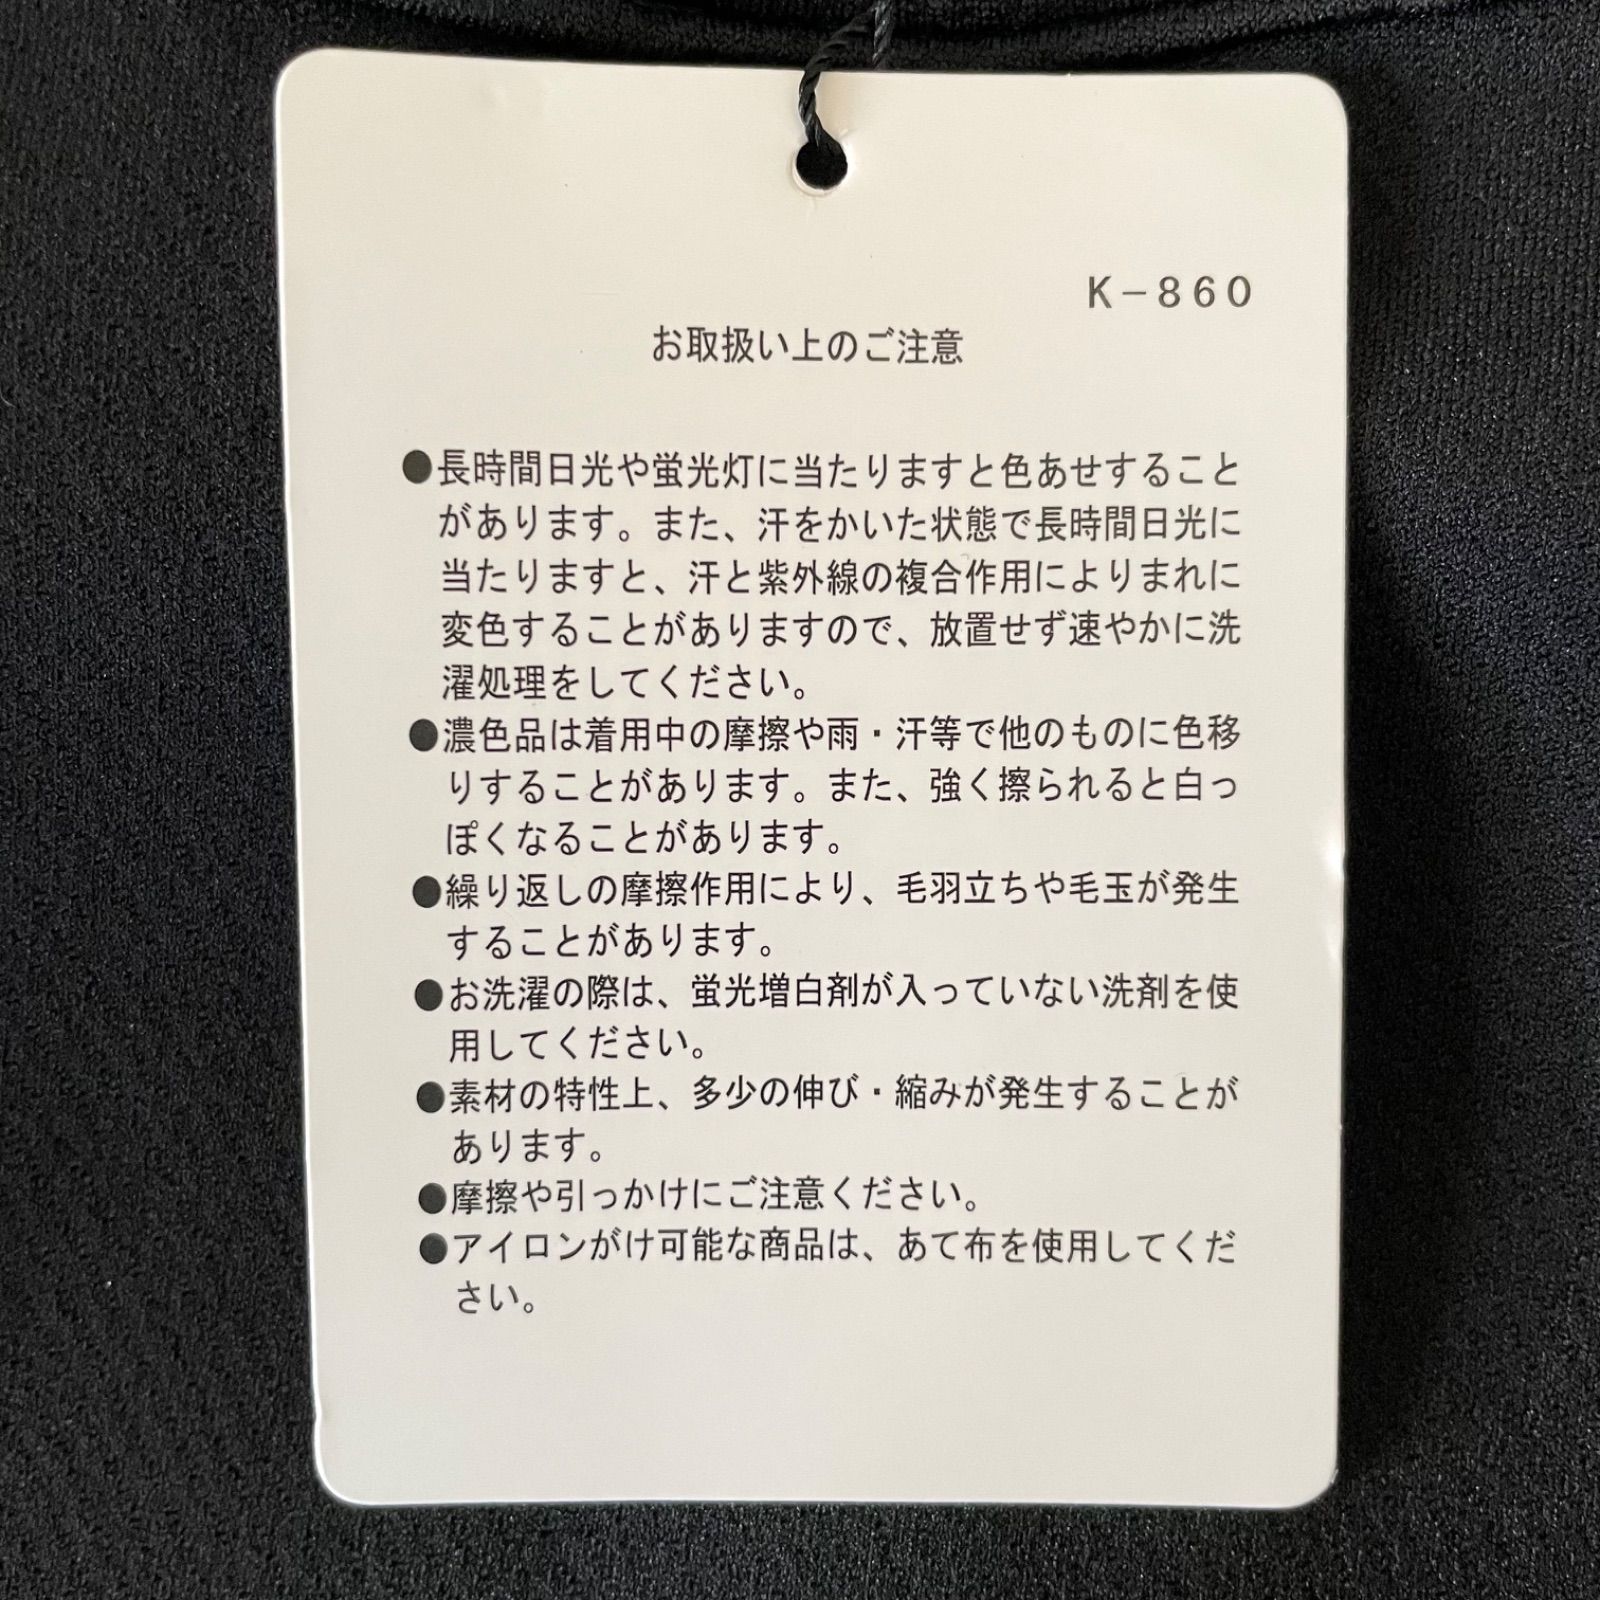 K-860
お取扱い上のご注意
●長時間日光や蛍光灯に当たりますと色あせすること
があります。また、汗をかいた状態で長時間日光に
当たりますと、汗と紫外線の複合作用によりまれに
変色することがありますので、放置せず速やかに洗
濯処理をしてください。
●濃色品は着用中の摩擦や雨・汗等で他のものに色移
りすることがあります。また、強く擦られると白っ
ぽくなることがあります。
●繰り返しの摩擦作用により、毛羽立ちや毛玉が発生
することがあります。
●お洗濯の際は、蛍光増白剤が入っていない洗剤を使
用してください。
●素材の特性上、多少の伸び・縮みが発生することが
あります。
●摩擦や引っかけにご注意ください。
●アイロンがけ可能な商品は、あて布を使用してくだ
さい。